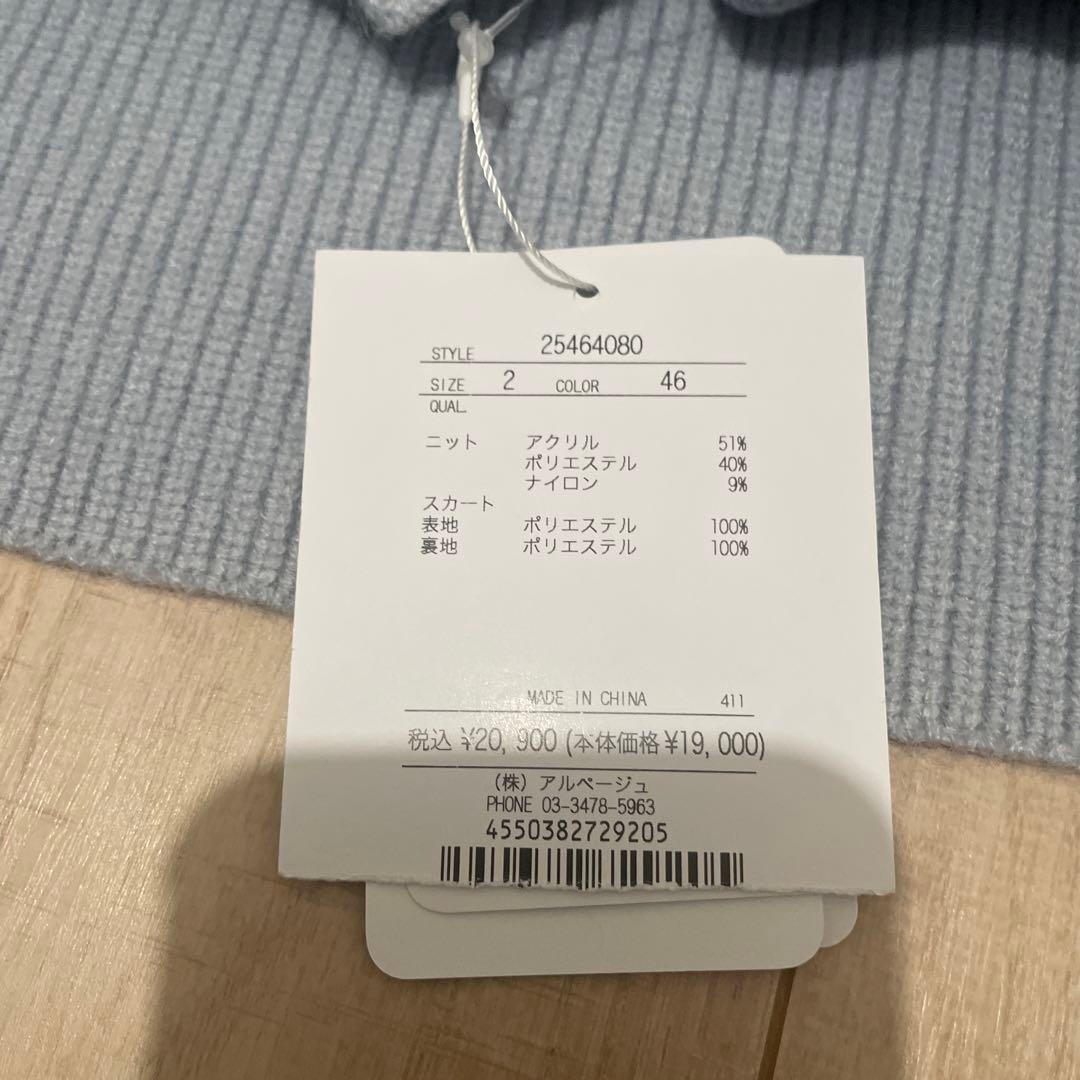 STYLE 25464080
SIZE 2 COLOR 46
QUAL.
ニット アクリル 51%
ポリエステル 40%
ナイロン 9%
スカート
表地 ポリエステル 100%
裏地 ポリエステル 100%
MADE IN CHINA 411
税込 ¥20, 900 (本体価格 ¥19, 000)
(株) アルページュ
PHONE 03-3478-5963
4550382729205